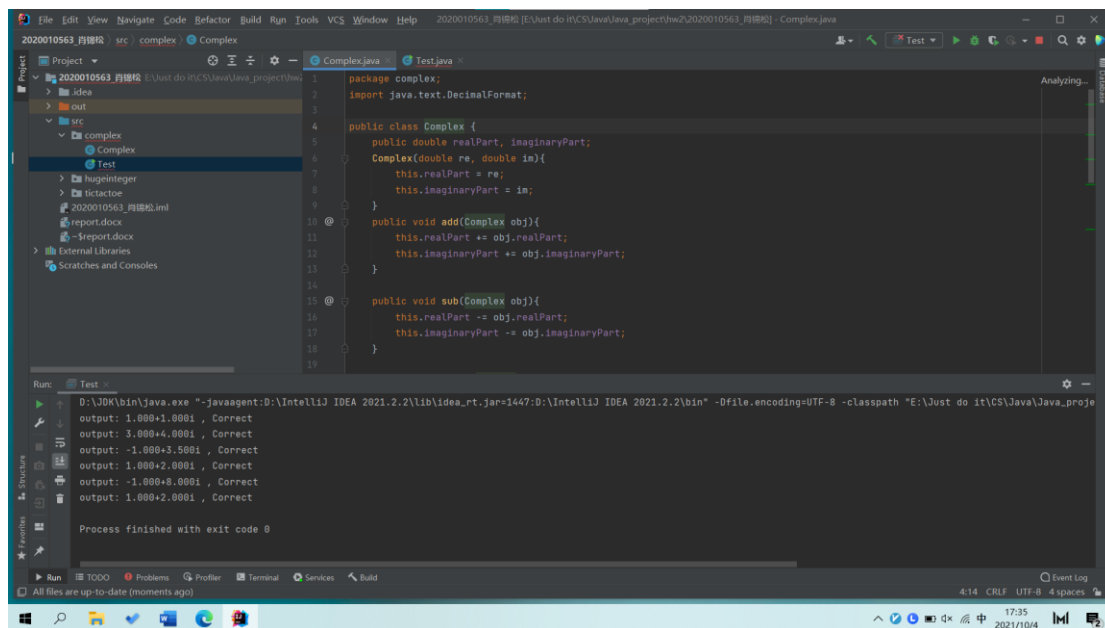 File Edit View Navigate Code Refactor Build Run Tools VCS Window Help 2020010563_肖锦松 [E:\Just do it\CS\Java\Java_project\hw2\2020010563_肖锦松] - Complex.java
2020010563_肖锦松 src complex Complex Test
Project Complex.java Test.java
2020010563_肖锦松 E:\Just do it\CS\Java\Java_project\hw2
.idea
out
src
complex
Complex
Test
hugeinteger
tictactoe
2020010563_肖锦松.iml
report.docx
~$report.docx
External Libraries
Scratches and Consoles
1 package complex;
2 import java.text.DecimalFormat;
3
4 public class Complex {
5 public double realPart, imaginaryPart;
6 Complex(double re, double im){
7 this.realPart = re;
8 this.imaginaryPart = im;
9 }
10 @ public void add(Complex obj){
11 this.realPart += obj.realPart;
12 this.imaginaryPart += obj.imaginaryPart;
13 }
14
15 @ public void sub(Complex obj){
16 this.realPart -= obj.realPart;
17 this.imaginaryPart -= obj.imaginaryPart;
18 }
19
Analyzing...
Project
Database
Structure
Favorites
Run: Test
D:\JDK\bin\java.exe "-javaagent:D:\IntelliJ IDEA 2021.2.2\lib\idea_rt.jar=1447:D:\IntelliJ IDEA 2021.2.2\bin" -Dfile.encoding=UTF-8 -classpath "E:\Just do it\CS\Java\Java_proje
output: 1.000+1.000i , Correct
output: 3.000+4.000i , Correct
output: -1.000+3.500i , Correct
output: 1.000+2.000i , Correct
output: -1.000+8.000i , Correct
output: 1.000+2.000i , Correct
Process finished with exit code 0
Run TODO Problems Profiler Terminal Services Build Event Log
All files are up-to-date (moments ago) 4:14 CRLF UTF-8 4 spaces
中 17:35
2021/10/4